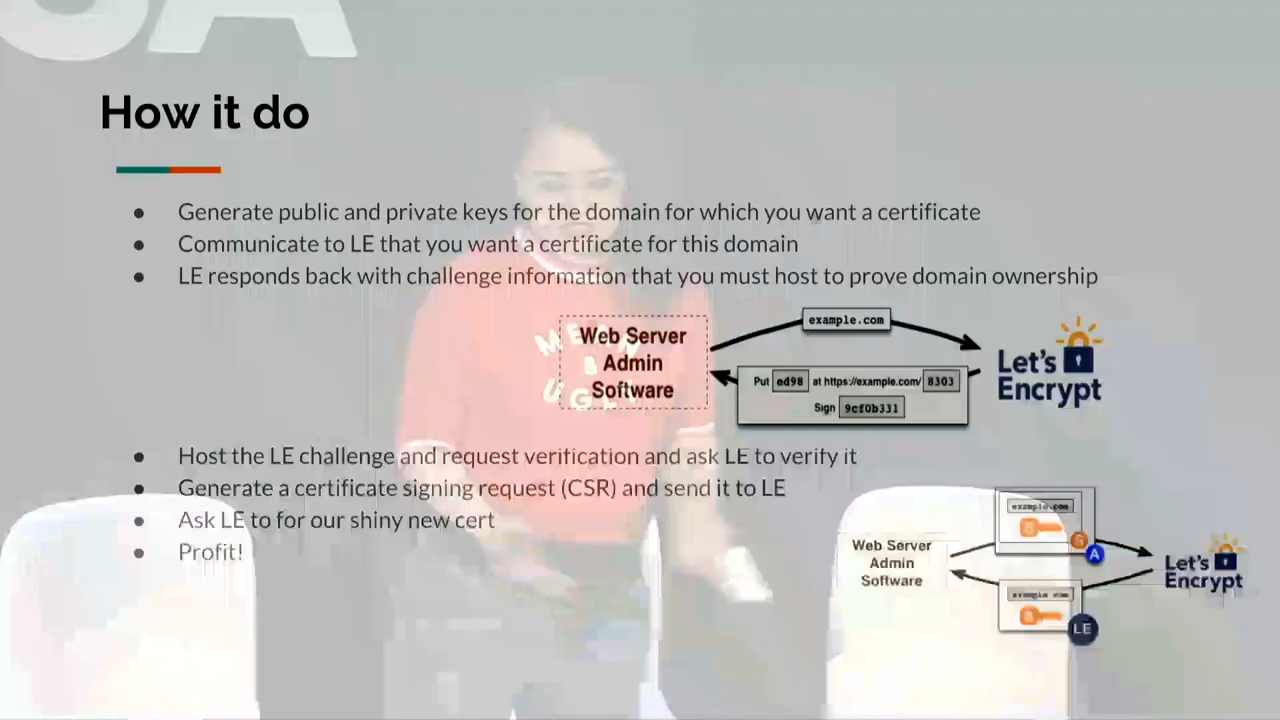 How it do
● Generate public and private keys for the domain for which you want a certificate
● Communicate to LE that you want a certificate for this domain
● LE responds back with challenge information that you must host to prove domain ownership
Web Server
Admin
Software
example.com
Put ed98 at https://example.com/ 8303
Sign 9cf0b331
Let's
Encrypt
● Host the LE challenge and request verification and ask LE to verify it
● Generate a certificate signing request (CSR) and send it to LE
● Ask LE to for our shiny new cert
● Profit!
Web Server
Admin
Software
example.com
S
A
example.com
LE
Let's
Encrypt